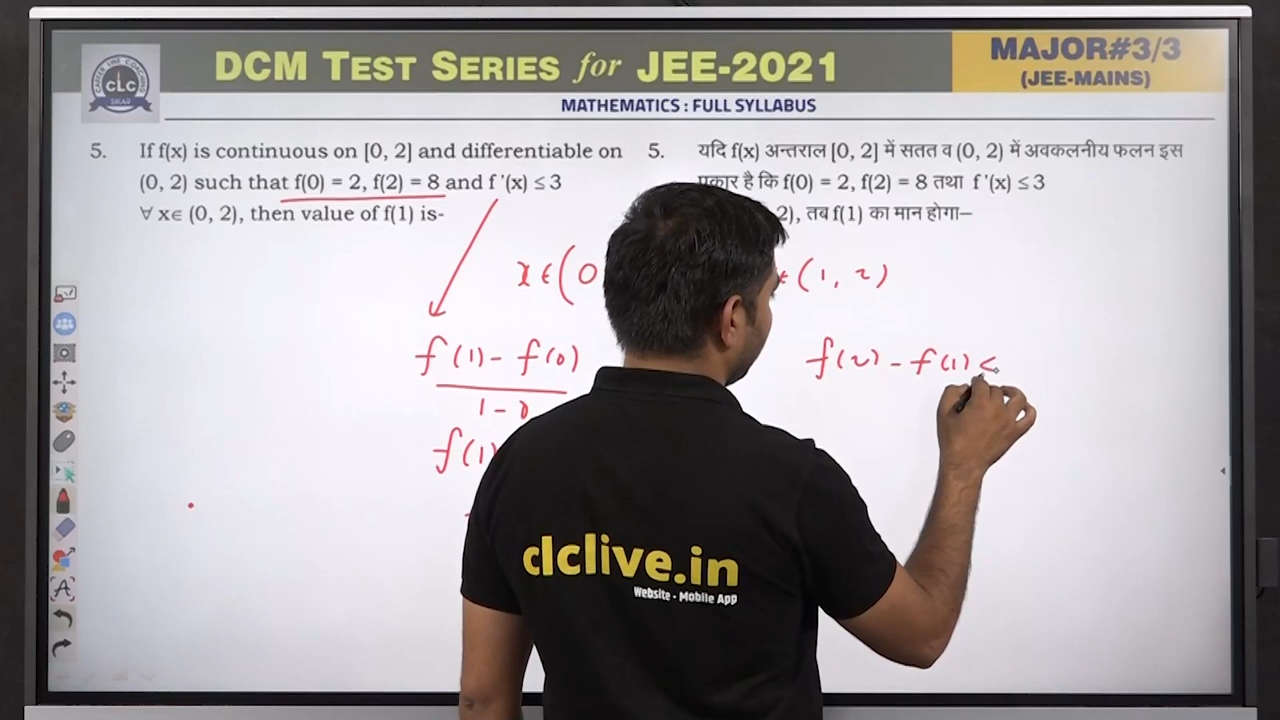 DCM TEST SERIES for JEE-2021
MAJOR#3/3
(JEE-MAINS)
CLC
SIKAR
MATHEMATICS : FULL SYLLABUS
5. If f(x) is continuous on [0, 2] and differentiable on
(0, 2) such that f(0) = 2, f(2) = 8 and f '(x) ≤ 3
∀ x∈ (0, 2), then value of f(1) is-
5. यदि f(x) अन्तराल [0, 2] में सतत व (0, 2) में अवकलनीय फलन इस
प्रकार है कि f(0) = 2, f(2) = 8 तथा f '(x) ≤ 3
2), तब f(1) का मान होगा–
x ∈ (0
(1, 2)
f(1) - f(0)
1 - 0
f(1)
f(2) - f(1) <
clclive.in
Website - Mobile App